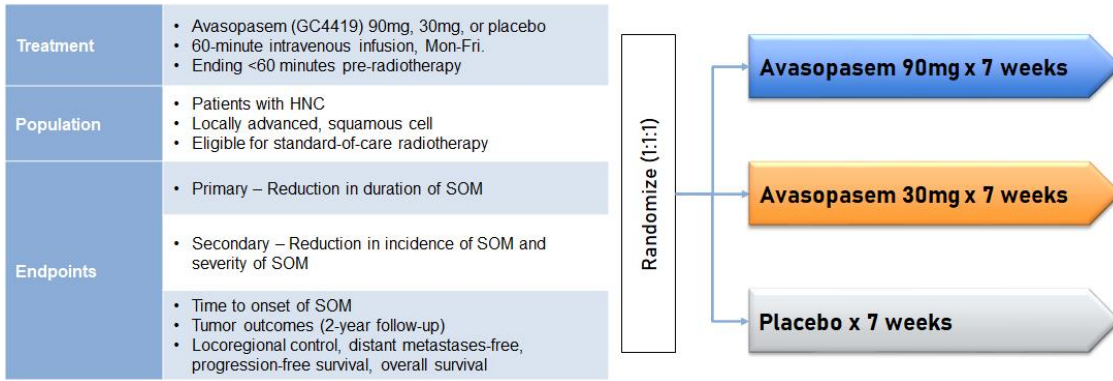 Treatment
• Avasopasem (GC4419) 90mg, 30mg, or placebo
• 60-minute intravenous infusion, Mon-Fri.
• Ending <60 minutes pre-radiotherapy
Population
• Patients with HNC
• Locally advanced, squamous cell
• Eligible for standard-of-care radiotherapy
Endpoints
• Primary – Reduction in duration of SOM
• Secondary – Reduction in incidence of SOM and
severity of SOM
• Time to onset of SOM
• Tumor outcomes (2-year follow-up)
• Locoregional control, distant metastases-free,
progression-free survival, overall survival
Randomize (1:1:1)
Avasopasem 90mg x 7 weeks
Avasopasem 30mg x 7 weeks
Placebo x 7 weeks